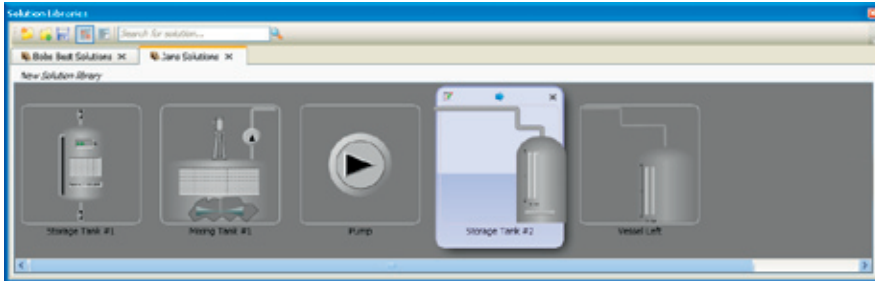 Solution Libraries
Search for solution...
Bobs Best Solutions
Jans Solutions
New Solution library
Storage Tank #1
Mixing Tank #1
Pump
Storage Tank #2
Vessel Left